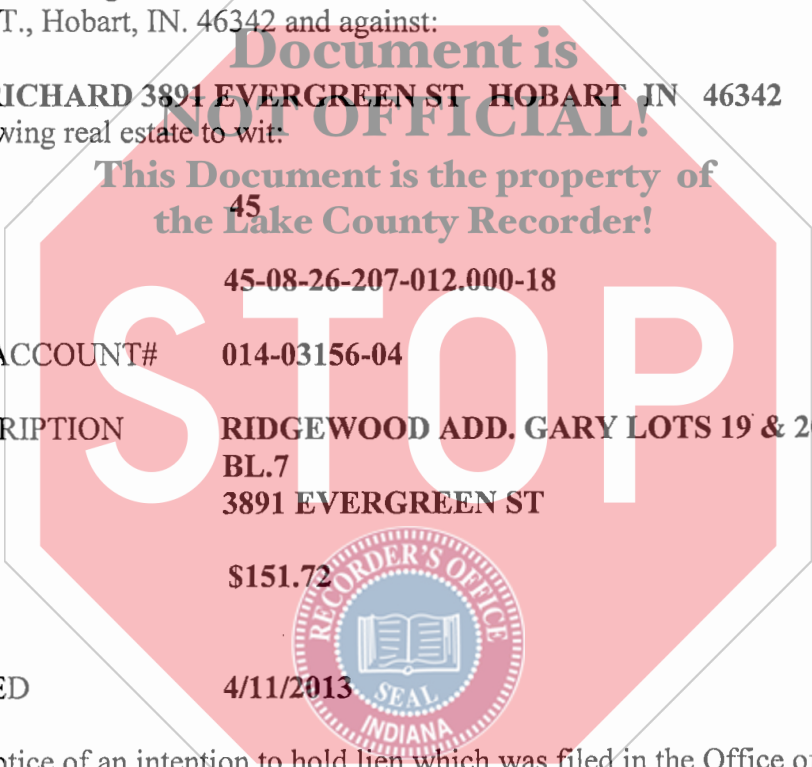 T., Hobart, IN. 46342 and against:
Document is
RICHARD 3891 EVERGREEN ST HOBART IN 46342
NOT OFFICIAL!
wing real estate to wit:
This Document is the property of
45
the Lake County Recorder!
45-08-26-207-012.000-18
ACCOUNT# 014-03156-04
STOP
RIPTION RIDGEWOOD ADD. GARY LOTS 19 & 2
BL.7
3891 EVERGREEN ST
$151.72
RECORDER'S OFFICE
ED 4/11/2013
SEAL
INDIANA
otice of an intention to hold lien which was filed in the Office of